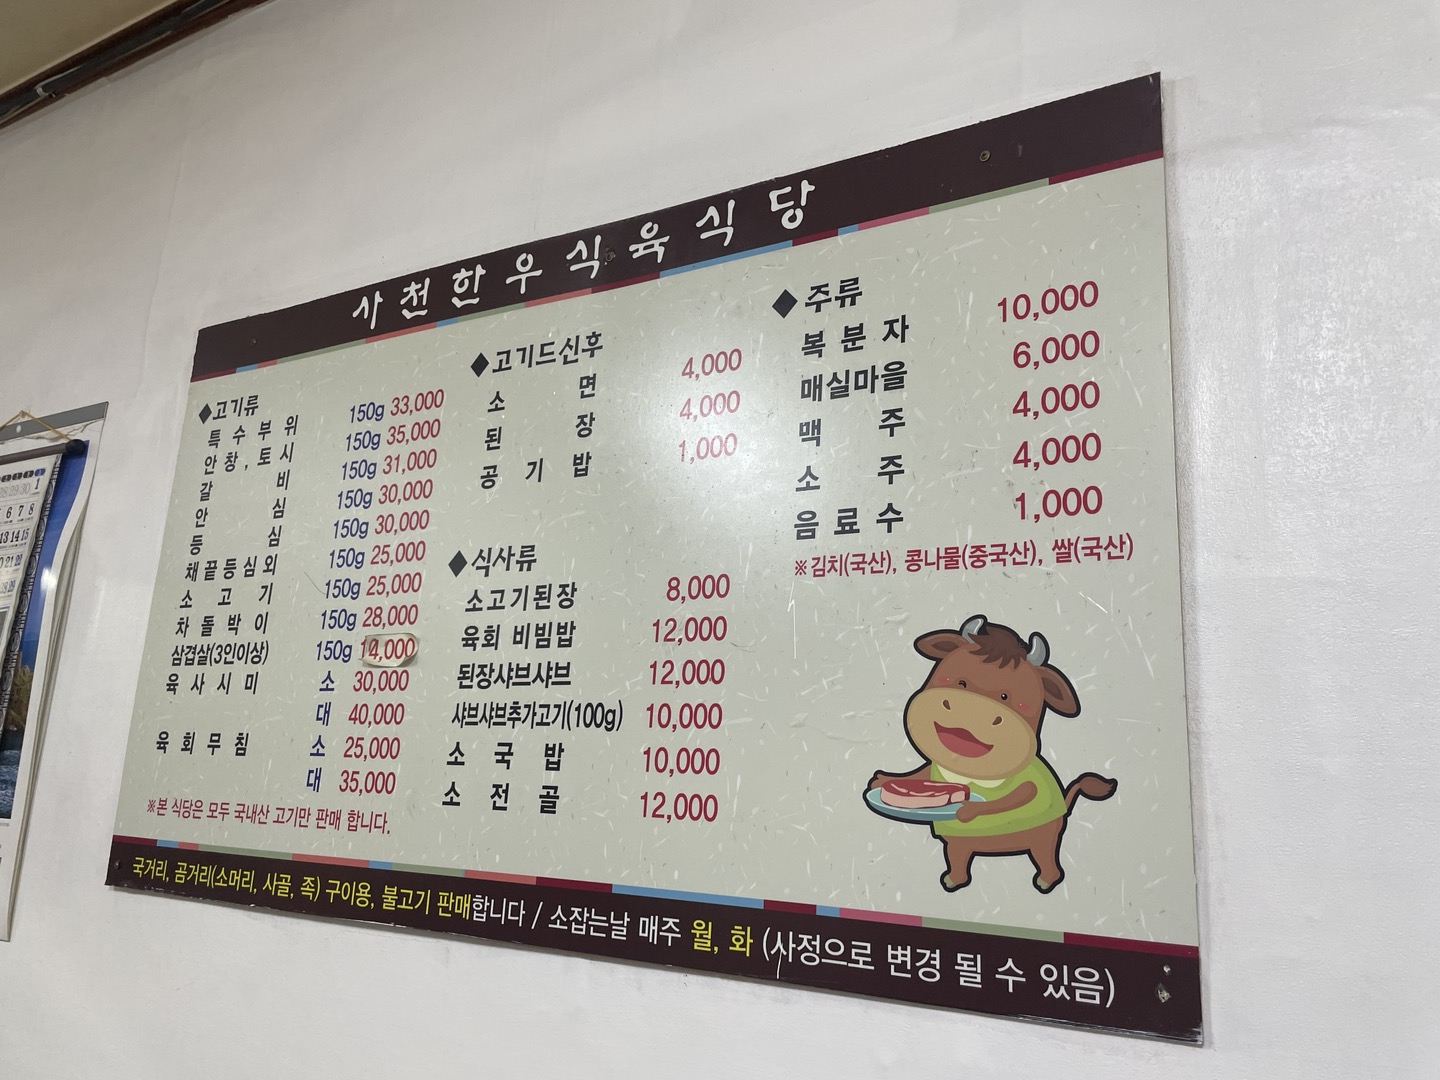 사천한우식육식당
◆고기류
특수부위 150g 33,000
안창,토시 150g 35,000
갈비 150g 31,000
안심 150g 30,000
등심 150g 30,000
채끝등심외 150g 25,000
소고기 150g 25,000
차돌박이 150g 28,000
삼겹살(3인이상) 150g 14,000
육사시미 소 30,000
대 40,000
육회무침 소 25,000
대 35,000
※본 식당은 모두 국내산 고기만 판매 합니다.
◆고기드신후
소면 4,000
된장 4,000
공기밥 1,000
◆식사류
소고기된장 8,000
육회 비빔밥 12,000
된장샤브샤브 12,000
샤브샤브추가고기(100g) 10,000
소국밥 10,000
소전골 12,000
◆주류
복분자 10,000
매실마을 6,000
맥주 4,000
소주 4,000
음료수 1,000
※김치(국산), 콩나물(중국산), 쌀(국산)
국거리, 곰거리(소머리, 사골, 족) 구이용, 불고기 판매합니다 / 소잡는날 매주 월, 화 (사정으로 변경 될 수 있음)
1
6 7 8
13 14 15